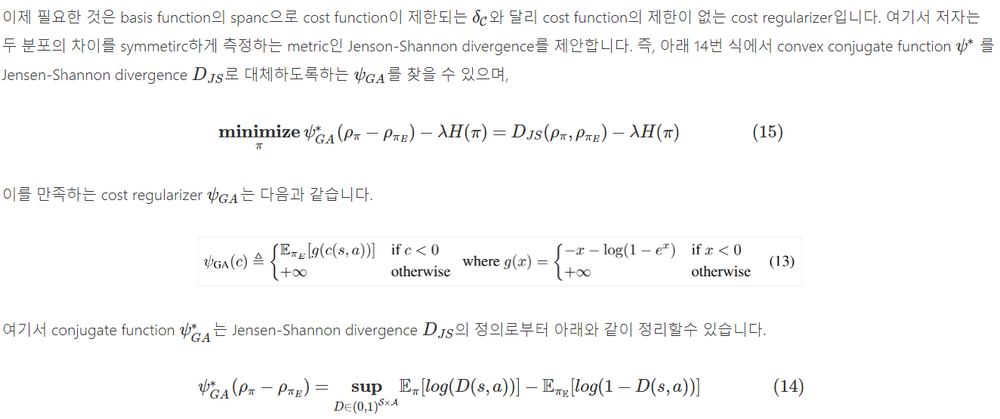 이제 필요한 것은 basis function의 spanc으로 cost function이 제한되는 $\delta_C$와 달리 cost function의 제한이 없는 cost regularizer입니다. 여기서 저자는
두 분포의 차이를 symmetirc하게 측정하는 metric인 Jenson-Shannon divergence를 제안합니다. 즉, 아래 14번 식에서 convex conjugate function $\psi^*$ 를
Jensen-Shannon divergence $D_{JS}$로 대체하도록하는 $\psi_{GA}$를 찾을 수 있으며,
$\underset{\pi}{\mathbf{minimize}}\, \psi^*_{GA}(\rho_\pi - \rho_{\pi_E}) - \lambda H(\pi) = D_{JS}(\rho_\pi, \rho_{\pi_E}) - \lambda H(\pi)$ (15)
이를 만족하는 cost regularizer $\psi_{GA}$는 다음과 같습니다.
$\psi_{\mathrm{GA}}(c) \triangleq \begin{cases} \mathbb{E}_{\pi_E}[g(c(s,a))] & \text{if } c < 0 \\ +\infty & \text{otherwise} \end{cases}$ where $g(x) = \begin{cases} -x - \log(1 - e^x) & \text{if } x < 0 \\ +\infty & \text{otherwise} \end{cases}$ (13)
여기서 conjugate function $\psi^*_{GA}$는 Jensen-Shannon divergence $D_{JS}$의 정의로부터 아래와 같이 정리할수 있습니다.
$\psi^*_{GA}(\rho_\pi - \rho_{\pi_E}) = \underset{D \in (0,1)^{\mathcal{S} \times \mathcal{A}}}{\mathbf{sup}} \mathbb{E}_\pi[log(D(s,a))] - \mathbb{E}_{\pi_{\mathbb{E}}}[log(1 - D(s,a))]$ (14)